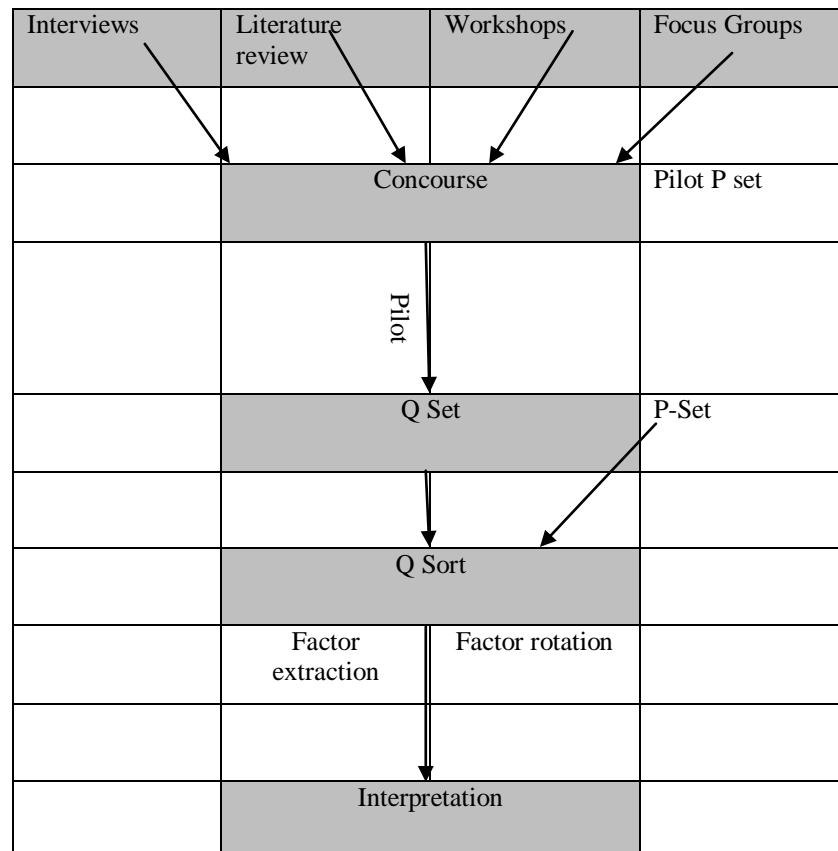 Interviews
Literature
review
Workshops
Focus Groups
Concourse
Pilot P set
Pilot
Q Set
P-Set
Q Sort
Factor
extraction
Factor rotation
Interpretation